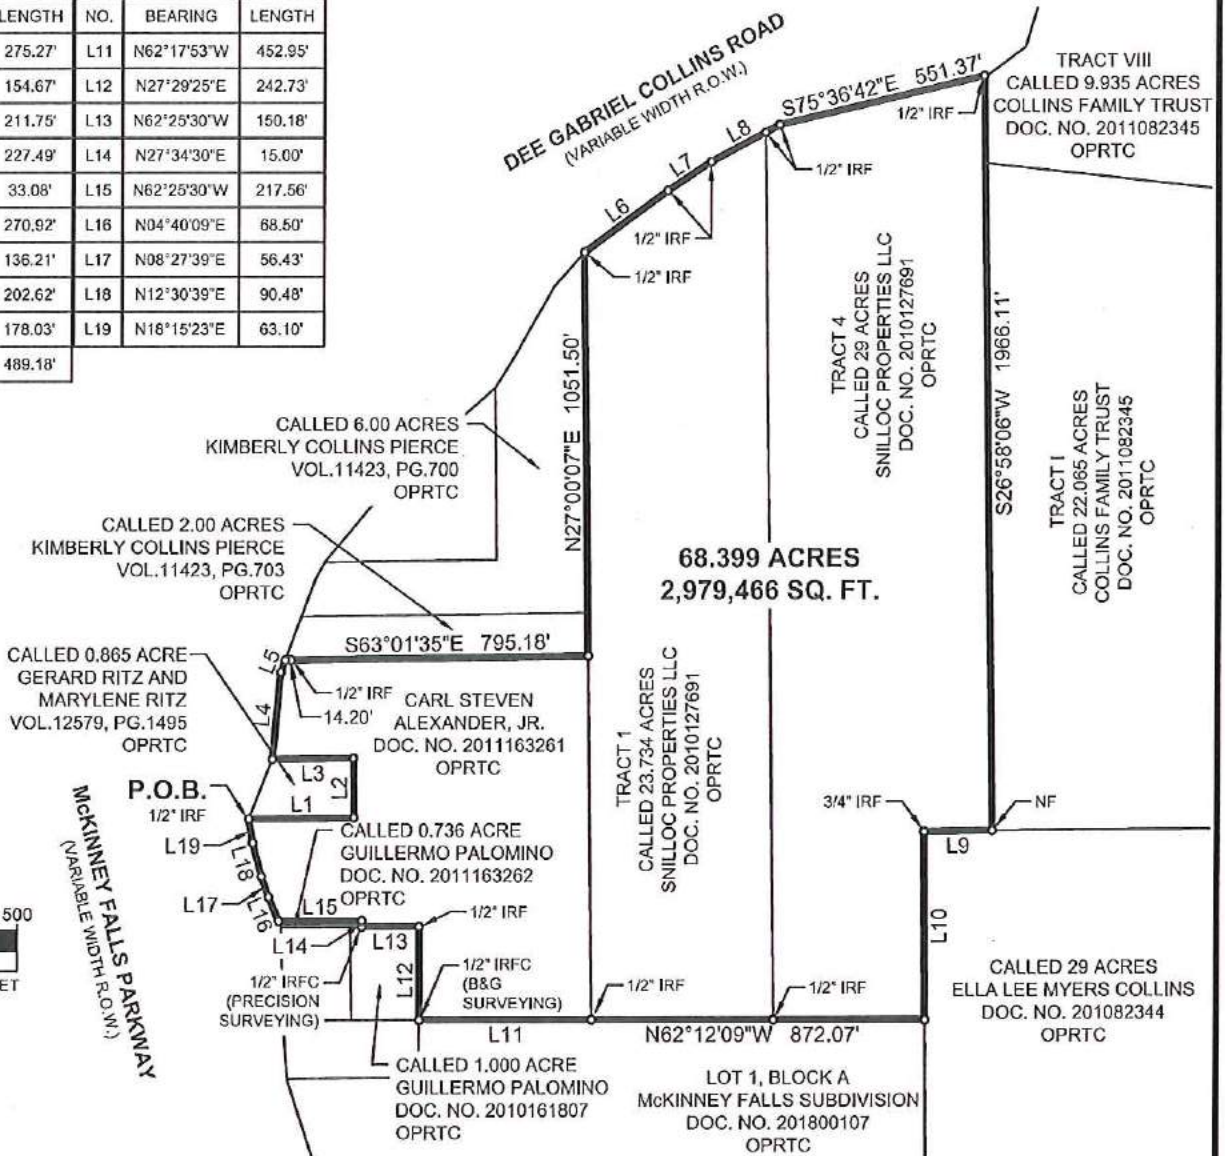 LENGTH NO. BEARING LENGTH
275.27' L11 N62°17'53"W 452.95'
154.67' L12 N27°29'25"E 242.73'
211.75' L13 N62°25'30"W 150.18'
227.49' L14 N27°34'30"E 15.00'
33.08' L15 N62°25'30"W 217.56'
270.92' L16 N04°40'09"E 68.50'
136.21' L17 N08°27'39"E 56.43'
202.62' L18 N12°30'39"E 90.48'
178.03' L19 N18°15'23"E 63.10'
489.18'
DEE GABRIEL COLLINS ROAD
(VARIABLE WIDTH R.O.W.)
S75°36'42"E 551.37'
1/2" IRF
TRACT VIII
CALLED 9.935 ACRES
COLLINS FAMILY TRUST
DOC. NO. 2011082345
OPRTC
L8
L7
L6
1/2" IRF
1/2" IRF
1/2" IRF
N27°00'07"E 1051.50'
TRACT 4
CALLED 29 ACRES
SNILLOC PROPERTIES LLC
DOC. NO. 2010127691
OPRTC
S26°58'06"W 1966.11'
TRACT I
CALLED 22.065 ACRES
COLLINS FAMILY TRUST
DOC. NO. 2011082345
OPRTC
CALLED 6.00 ACRES
KIMBERLY COLLINS PIERCE
VOL.11423, PG.700
OPRTC
CALLED 2.00 ACRES
KIMBERLY COLLINS PIERCE
VOL.11423, PG.703
OPRTC
68.399 ACRES
2,979,466 SQ. FT.
S63°01'35"E 795.18'
CALLED 0.865 ACRE
GERARD RITZ AND
MARYLENE RITZ
VOL.12579, PG.1495
OPRTC
L5
L4
1/2" IRF
14.20'
CARL STEVEN
ALEXANDER, JR.
DOC. NO. 2011163261
OPRTC
L3
L2
L1
P.O.B.
1/2" IRF
TRACT 1
CALLED 23.734 ACRES
SNILLOC PROPERTIES LLC
DOC. NO. 2010127691
OPRTC
3/4" IRF
NF
L9
L10
McKINNEY FALLS PARKWAY
(VARIABLE WIDTH R.O.W.)
L19
L18
L17
L16
CALLED 0.736 ACRE
GUILLERMO PALOMINO
DOC. NO. 2011163262
OPRTC
L15
L14
L13
1/2" IRF
L12
500
ET
1/2" IRFC
(PRECISION
SURVEYING)
1/2" IRFC
(B&G
SURVEYING)
1/2" IRF
1/2" IRF
L11
N62°12'09"W 872.07'
CALLED 29 ACRES
ELLA LEE MYERS COLLINS
DOC. NO. 201082344
OPRTC
CALLED 1.000 ACRE
GUILLERMO PALOMINO
DOC. NO. 2010161807
OPRTC
LOT 1, BLOCK A
McKINNEY FALLS SUBDIVISION
DOC. NO. 201800107
OPRTC